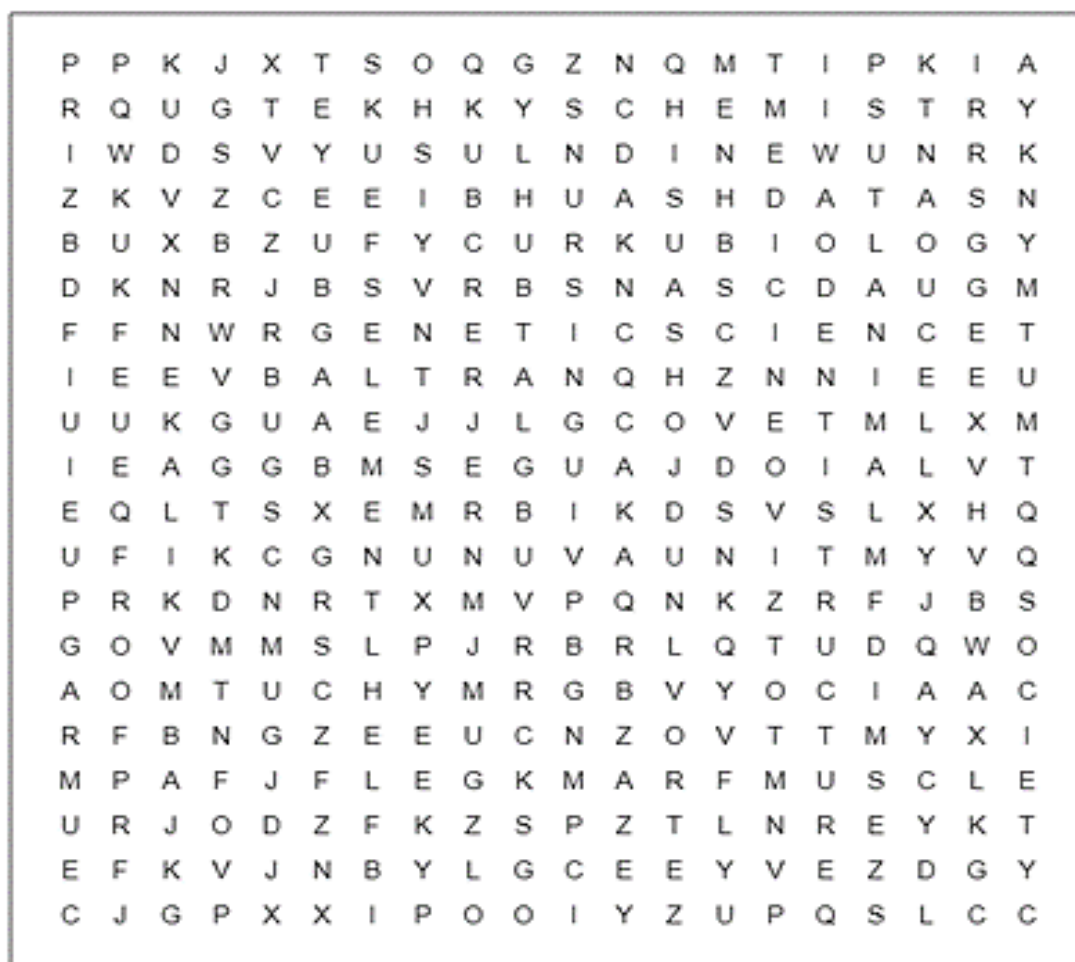 P P K J X T S O Q G Z N Q M T I P K I A
R Q U G T E K H K Y S C H E M I S T R Y
I W D S V Y U S U L N D I N E W U N R K
Z K V Z C E E I B H U A S H D A T A S N
B U X B Z U F Y C U R K U B I O L O G Y
D K N R J B S V R B S N A S C D A U G M
F F N W R G E N E T I C S C I E N C E T
I E E V B A L T R A N Q H Z N N I E E U
U U K G U A E J J L G C O V E T M L X M
I E A G G B M S E G U A J D O I A L V T
E Q L T S X E M R B I K D S V S L X H Q
U F I K C G N U N U V A U N I T M Y V Q
P R K D N R T X M V P Q N K Z R F J B S
G O V M M S L P J R B R L Q T U D Q W O
A O M T U C H Y M R G B V Y O C I A A C
R F B N G Z E E U C N Z O V T T M Y X I
M P A F J F L E G K M A R F M U S C L E
U R J O D Z F K Z S P Z T L N R E Y K T
E F K V J N B Y L G C E E Y V E Z D G Y
C J G P X X I P O O I Y Z U P Q S L C C